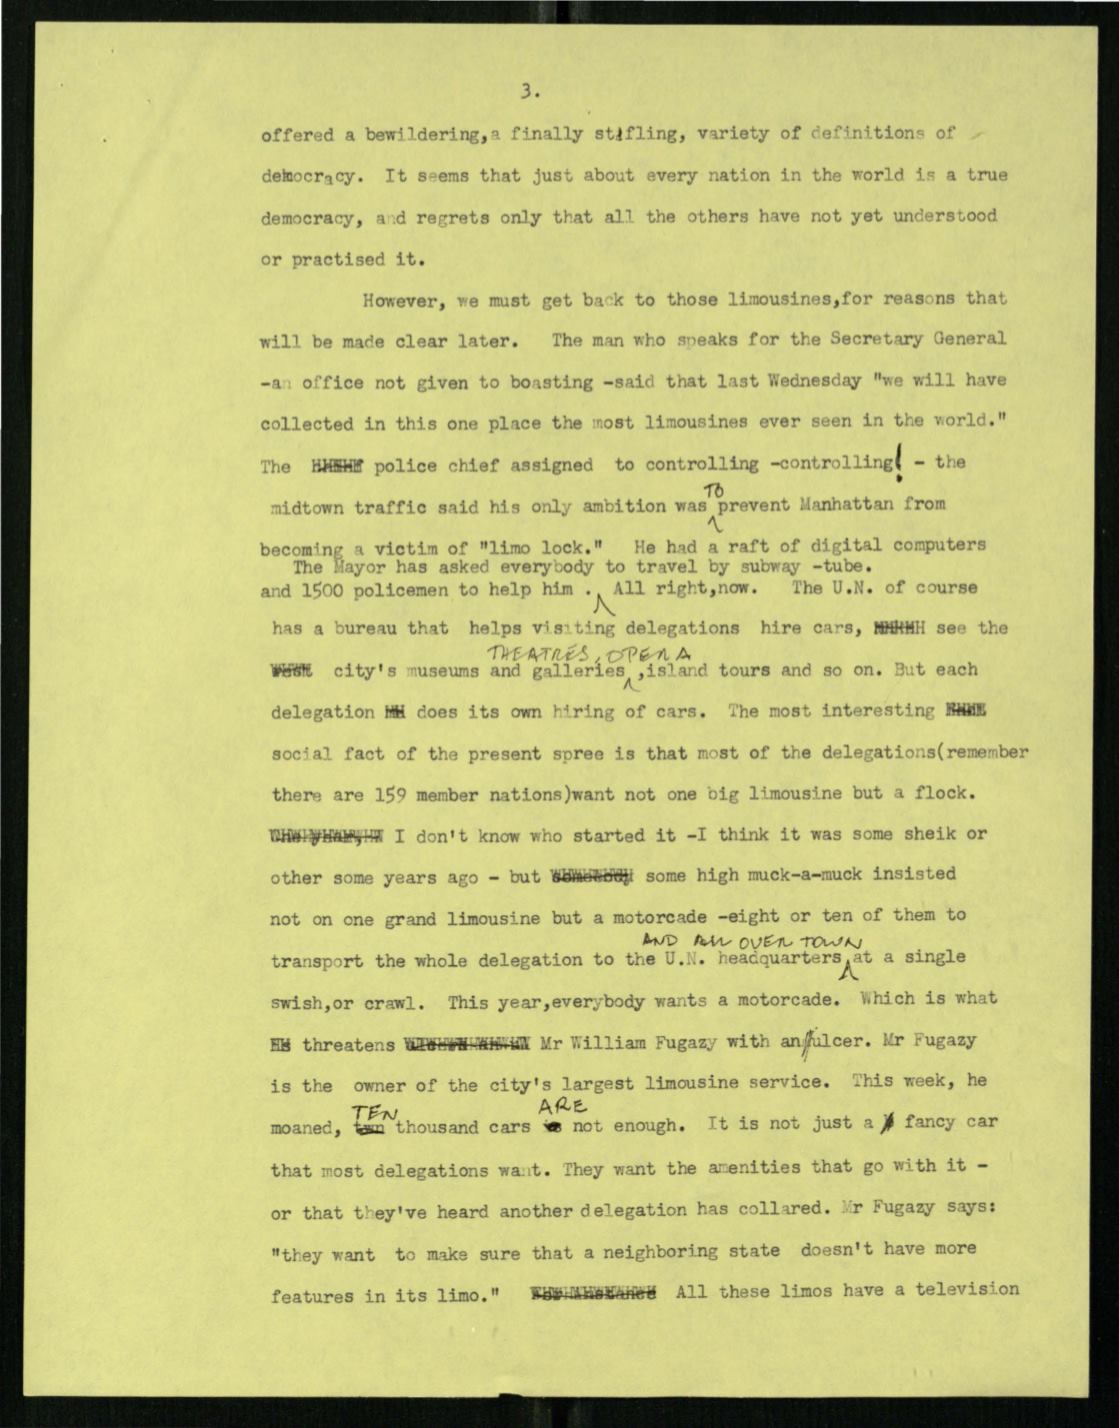 3.
offered a bewildering,a finally stifling, variety of definitions of
democracy. It seems that just about every nation in the world is a true
democracy, and regrets only that all the others have not yet understood
or practised it.
However, we must get back to those limousines,for reasons that
will be made clear later. The man who speaks for the Secretary General
-an office not given to boasting -said that last Wednesday "we will have
collected in this one place the most limousines ever seen in the world."
The police chief assigned to controlling -controlling! - the
TO
midtown traffic said his only ambition was prevent Manhattan from
becoming a victim of "limo lock." He had a raft of digital computers
The Mayor has asked everybody to travel by subway -tube.
and 1500 policemen to help him . All right,now. The U.N. of course
has a bureau that helps visiting delegations hire cars, see the
THEATRES, OPERA
city's museums and galleries ,island tours and so on. But each
delegation does its own hiring of cars. The most interesting
social fact of the present spree is that most of the delegations(remember
there are 159 member nations)want not one big limousine but a flock.
I don't know who started it -I think it was some sheik or
other some years ago - but somebody some high muck-a-muck insisted
not on one grand limousine but a motorcade -eight or ten of them to
AND ALL OVER TOWN
transport the whole delegation to the U.N. headquarters at a single
swish,or crawl. This year,everybody wants a motorcade. Which is what
threatens Mr William Fugazy with an ulcer. Mr Fugazy
is the owner of the city's largest limousine service. This week, he
TEN ARE
moaned, thousand cars is not enough. It is not just a fancy car
that most delegations want. They want the amenities that go with it -
or that they've heard another delegation has collared. Mr Fugazy says:
"they want to make sure that a neighboring state doesn't have more
features in its limo." All these limos have a television